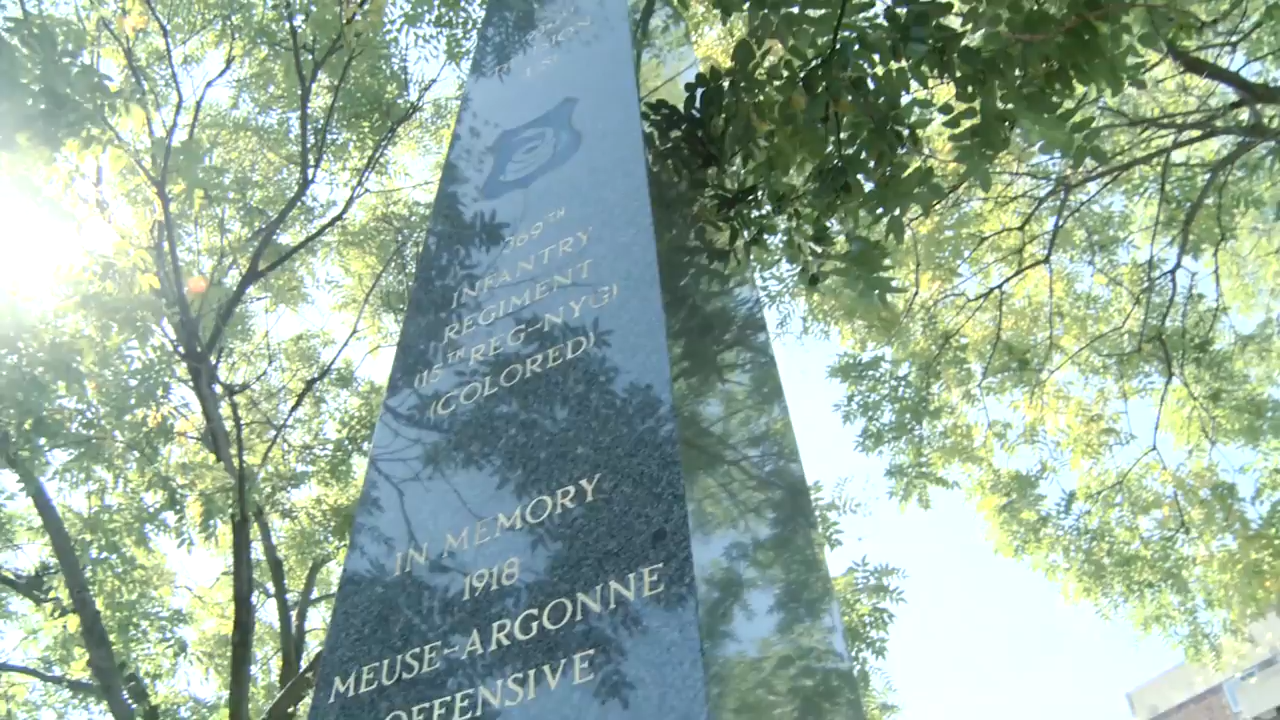 369TH
INFANTRY
REGIMENT
(15TH REG-NYG)
(COLORED)
IN MEMORY
1918
MEUSE-ARGONNE
OFFENSIVE